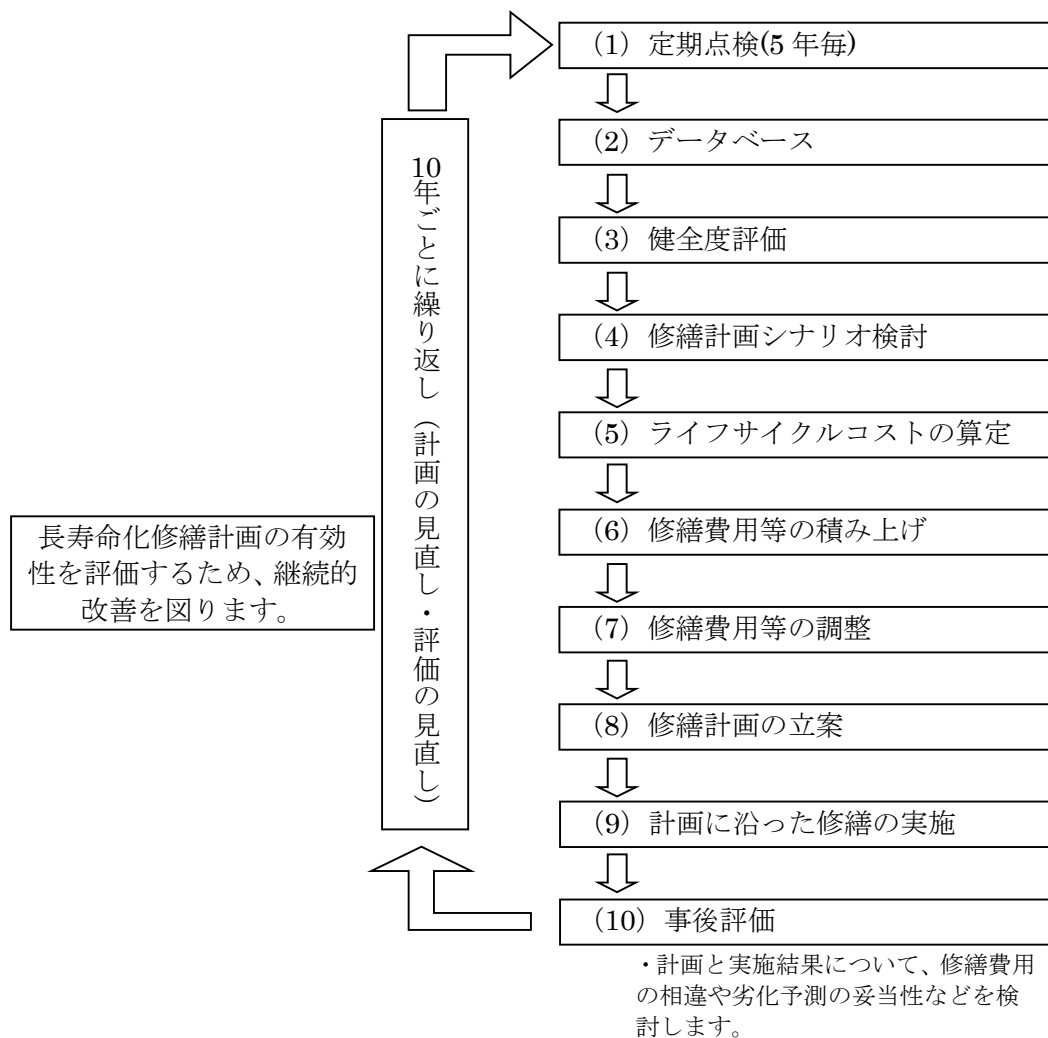 (1) 定期点検(5 年毎)
(2) データベース
(3) 健全度評価
(4) 修繕計画シナリオ検討
(5) ライフサイクルコストの算定
(6) 修繕費用等の積み上げ
(7) 修繕費用等の調整
(8) 修繕計画の立案
(9) 計画に沿った修繕の実施
(10) 事後評価
・計画と実施結果について、修繕費用
の相違や劣化予測の妥当性などを検
討します。
10年ごとに繰り返し(計画の見直し・評価の見直し)
長寿命化修繕計画の有効
性を評価するため、継続的
改善を図ります。